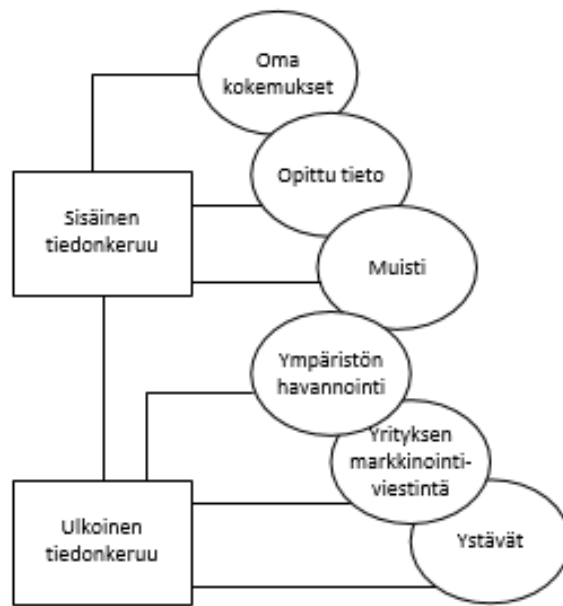 Oma
kokemukset
Opittu tieto
Sisäinen
tiedonkeruu
Muisti
Ympäristön
havannointi
Yrityksen
markkinointi-
viestintä
Ulkoinen
tiedonkeruu
Ystävät